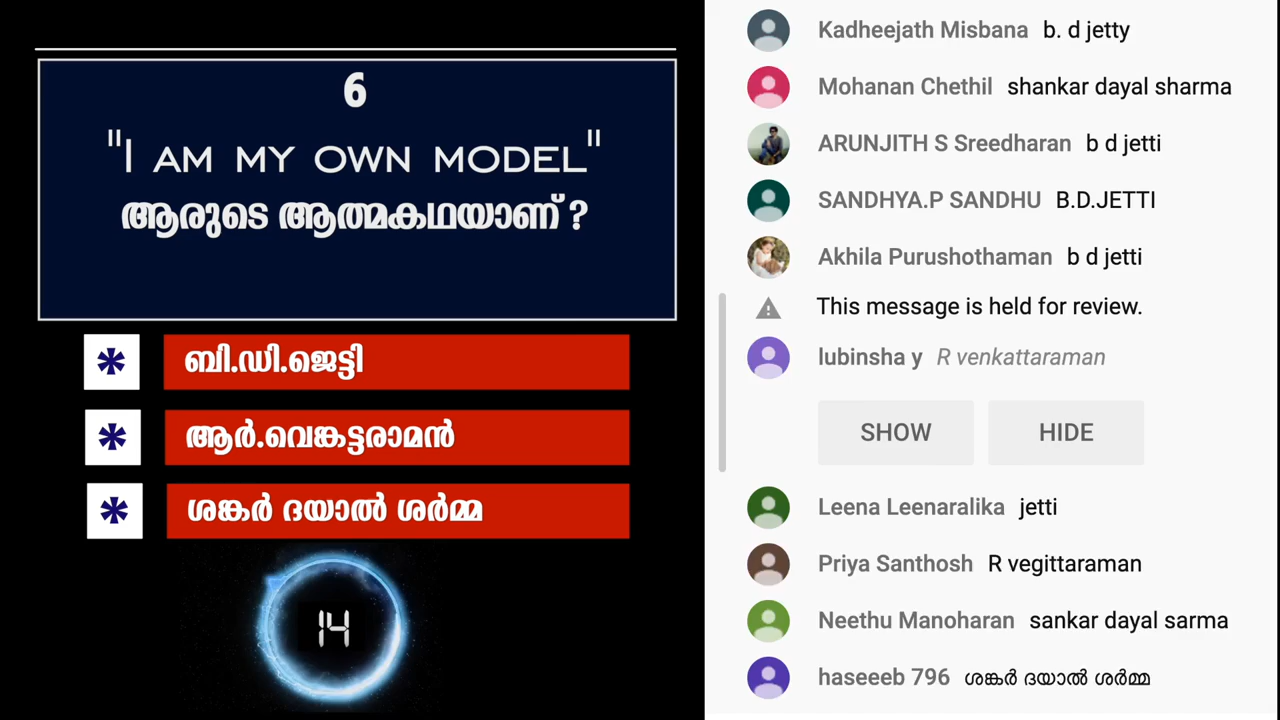 6
"I AM MY OWN MODEL"
ആരുടെ ആത്മകഥയാണ്?
* ബി.ഡി.ജെട്ടി
* ആർ.വെങ്കട്ടരാമൻ
* ശങ്കർ ദയാൽ ശർമ്മ
14
Kadheejath Misbana b. d jetty
Mohanan Chethil shankar dayal sharma
ARUNJITH S Sreedharan b d jetti
SANDHYA.P SANDHU B.D.JETTI
Akhila Purushothaman b d jetti
This message is held for review.
lubinsha y R venkattaraman
SHOW HIDE
Leena Leenaralika jetti
Priya Santhosh R vegittaraman
Neethu Manoharan sankar dayal sarma
haseeeb 796 ശങ്കർ ദയാൽ ശർമ്മ